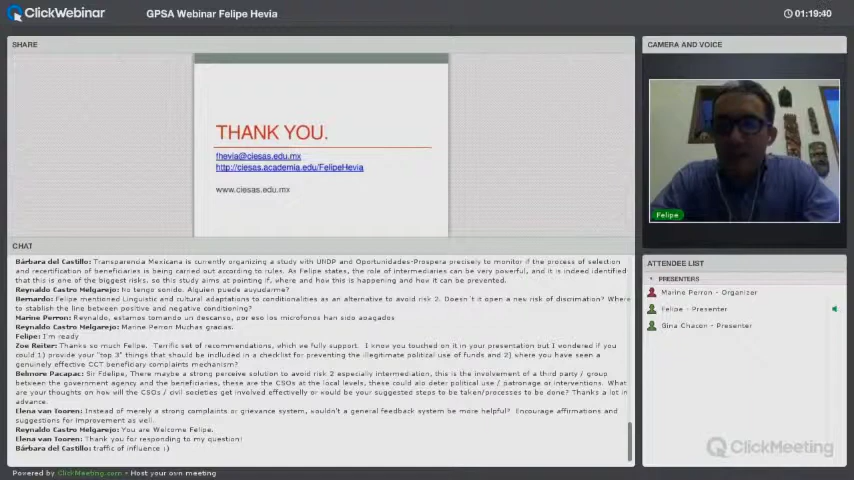 ClickWebinar
GPSA Webinar Felipe Hevia
01:19:40
SHARE
THANK YOU.
fhevia@ciesas.edu.mx
http://ciesas.academia.edu/FelipeHevia
www.ciesas.edu.mx
CAMERA AND VOICE
Felipe
CHAT
Bárbara del Castillo: Transparencia Mexicana is currently organizing a study with UNDP and Oportunidades-Prospera precisely to monitor if the process of selection
and recertification of beneficiaries is being carried out according to rules. As Felipe states, the role of intermediaries can be very powerful, and it is indeed identified
that this is one of the biggest risks, so this study aims at pointing if, where and how this is happening and how it can be prevented.
Reynaldo Castro Melgarejo: no tengo sonido. Alguien puede auyudarme?
Bernardo: Felipe mentioned Linguistic and cultural adaptations to conditionalities as an alternative to avoid risk 2. Doesn't it open a new risk of discrimation? Where
to stablish the line between positive and negative conditioning?
Marine Perron: Reynaldo, estamos tomando un descanso, por eso los microfonos han sido apagados
Reynaldo Castro Melgarejo: Marine Perron Muchas gracias.
Felipe: I'm ready
Zoe Reiter: Thanks so much Felipe. Terrific set of recommendations, which we fully support. I know you touched on it in your presentation but I wondered if you
could 1) provide your "top 3" things that should be included in a checklist for preventing the illegitimate political use of funds and 2) where you have seen a
genuinely effective CCT beneficiary complaints mechanism?
Belmore Pacapac: Sir Fdelipe, There maybe a strong perceive solution to avoid risk 2 especially intermediation, this is the involvement of a third party / group
between the government agency and the beneficiaries, these are the CSOs at the local levels, these could aid deter political use / patronage or interventions. What
are your thoughts on how will the CSOs / civil societies get involved effectivelly or would be your suggested steps to be taken/processes to be done? Thanks a lot in
advance.
Elena van Tooren: Instead of merely a strong complaints or grievance system, wouldn't a general feedback system be more helpful? Encourage affirmations and
suggestions for improvement as well.
Reynaldo Castro Melgarejo: You are Welcome Felipe.
Elena van Tooren: Thank you for responding to my question!
Bárbara del Castillo: traffic of influence :)
ATTENDEE LIST
PRESENTERS
Marine Perron - Organizer
Felipe - Presenter
Gina Chacon - Presenter
ClickMeeting
Powered by ClickMeeting.com • Host your own meeting